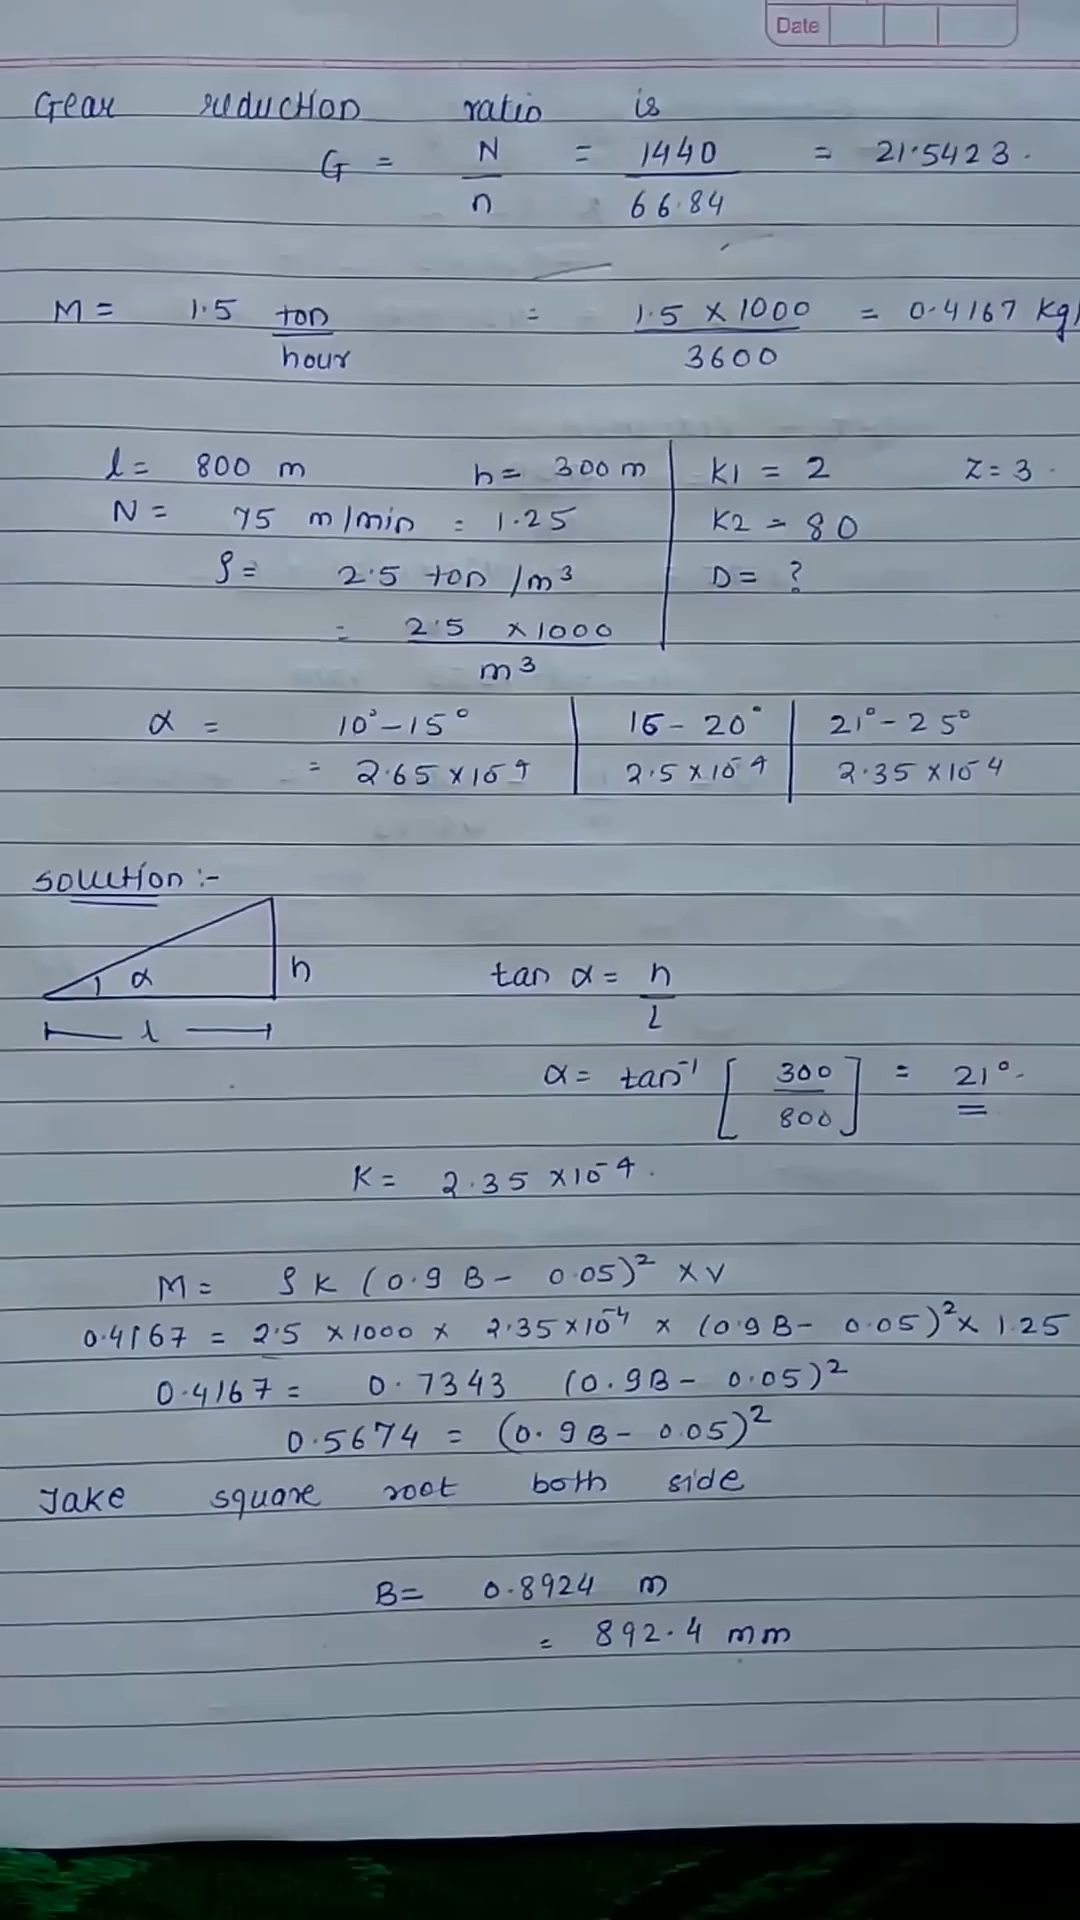 Date
Gear reduction ratio is
G = N/n = 1440/66.84 = 21.5423.
M = 1.5 ton/hour = 1.5 × 1000/3600 = 0.4167 kg/
l = 800 m h = 300 m K1 = 2 Z = 3.
N = 75 m/min = 1.25 K2 = 80
ρ = 2.5 ton/m³ D = ?
= 2.5 × 1000/m³
α = 10° - 15° 16 - 20° 21° - 25°
= 2.65 × 10⁻⁴ 2.5 × 10⁻⁴ 2.35 × 10⁻⁴
Solution :-
α h
l
tan α = h/L
α = tan⁻¹ [300/800] = 21°.
K = 2.35 × 10⁻⁴.
M = ρ K (0.9 B - 0.05)² × V
0.4167 = 2.5 × 1000 × 2.35 × 10⁻⁴ × (0.9 B - 0.05)² × 1.25
0.4167 = 0.7343 (0.9B - 0.05)²
0.5674 = (0.9B - 0.05)²
Take square root both side
B = 0.8924 m
= 892.4 mm